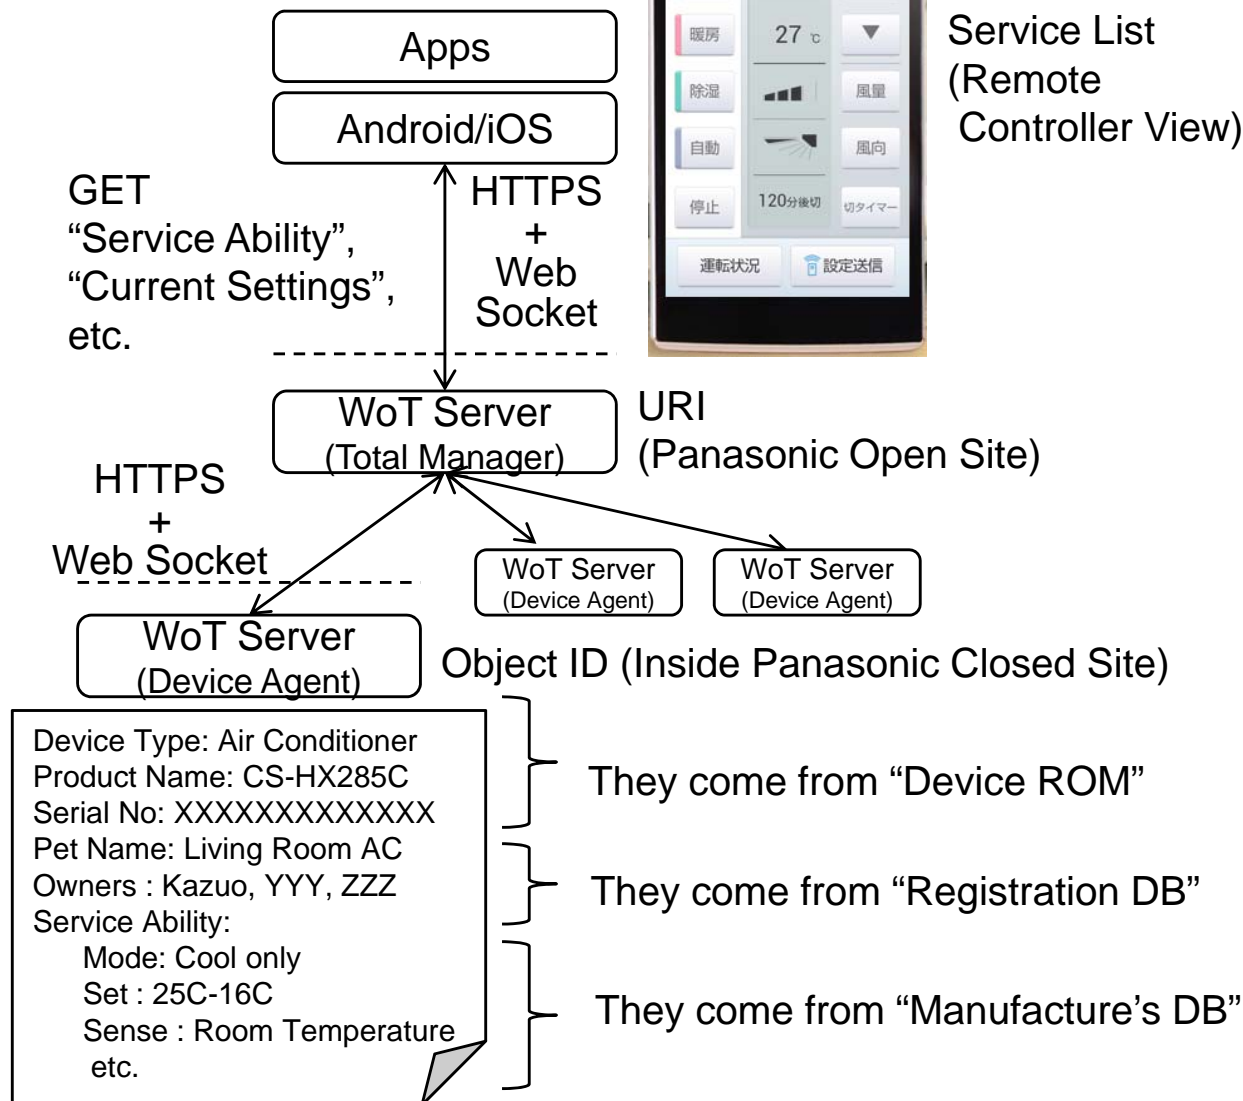 Apps
Android/iOS
GET
“Service Ability”,
“Current Settings”,
etc.
HTTPS
+
Web
Socket
暖房
27 ℃
▼
除湿
風量
自動
風向
停止
120分後切
切タイマー
運転状況
設定送信
Service List
(Remote
Controller View)
WoT Server
(Total Manager)
URI
(Panasonic Open Site)
HTTPS
+
Web Socket
WoT Server
(Device Agent)
WoT Server
(Device Agent)
WoT Server
(Device Agent)
Object ID (Inside Panasonic Closed Site)
Device Type: Air Conditioner
Product Name: CS-HX285C
Serial No: XXXXXXXXXXXXX
Pet Name: Living Room AC
Owners : Kazuo, YYY, ZZZ
Service Ability:
Mode: Cool only
Set : 25C-16C
Sense : Room Temperature
etc.
They come from “Device ROM”
They come from “Registration DB”
They come from “Manufacture’s DB”